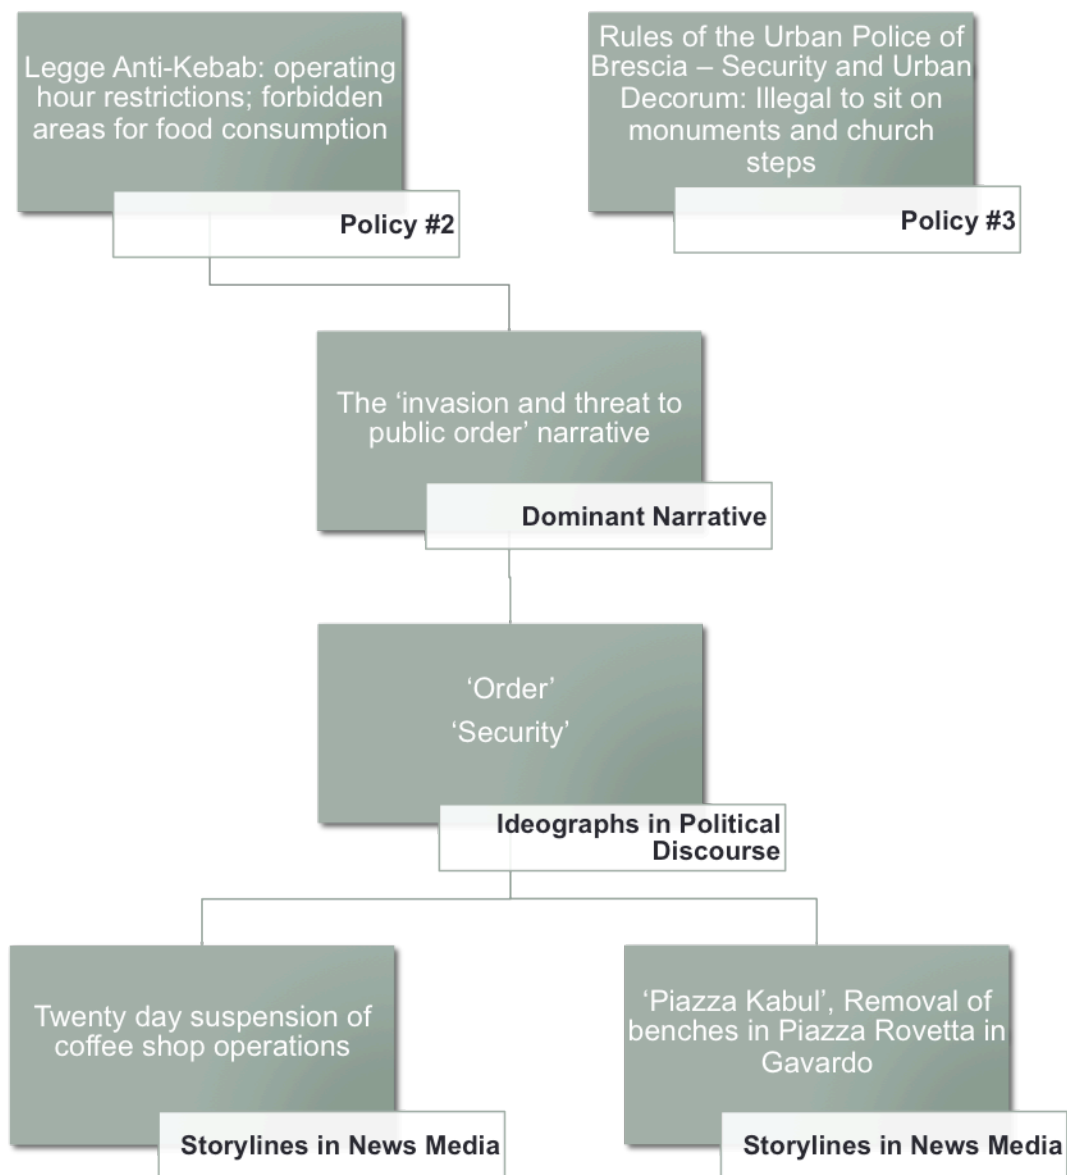 Legge Anti-Kebab: operating
hour restrictions; forbidden
areas for food consumption
Policy #2
Rules of the Urban Police of
Brescia – Security and Urban
Decorum: Illegal to sit on
monuments and church
steps
Policy #3
The ‘invasion and threat to
public order’ narrative
Dominant Narrative
‘Order’
‘Security’
Ideographs in Political
Discourse
Twenty day suspension of
coffee shop operations
Storylines in News Media
‘Piazza Kabul’, Removal of
benches in Piazza Rovetta in
Gavardo
Storylines in News Media